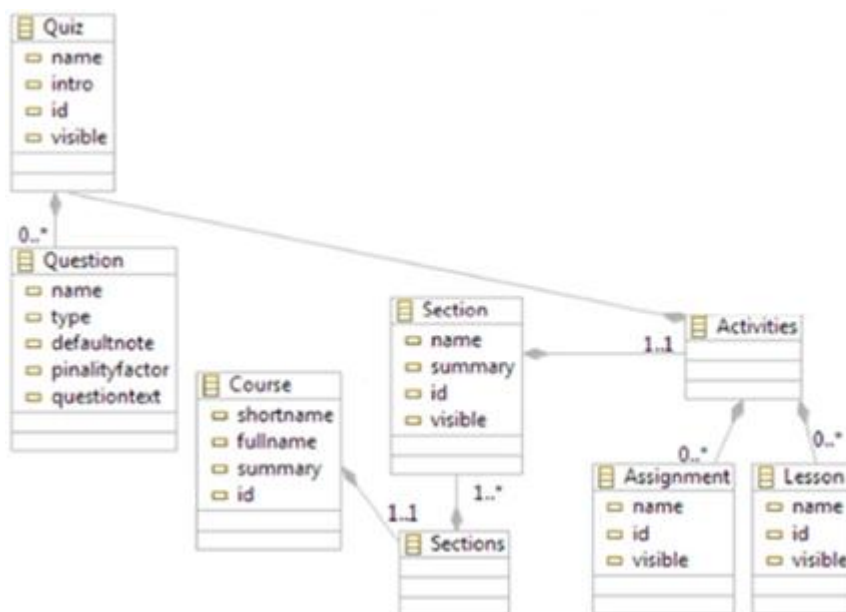 Quiz
name
intro
id
visible
0..*
Question
name
type
defaultnote
pinalityfactor
questiontext
Section
name
summary
id
visible
1..1
Activities
Course
shortname
fullname
summary
id
1..1
1..*
Sections
0..*
0..*
Assignment
name
id
visible
Lesson
name
id
visible